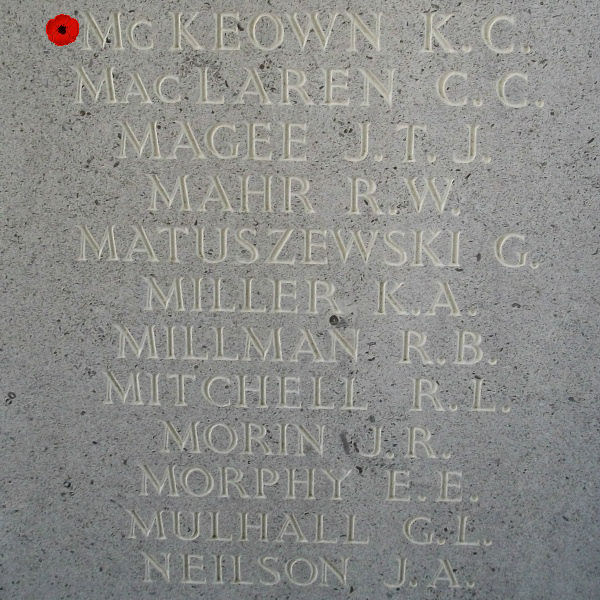 McKEOWN K.C.
MacLAREN C.C.
MAGEE J.T.J.
MAHR R.W.
MATUSZEWSKI G.
MILLER K.A.
MILLMAN R.B.
MITCHELL R.L.
MORIN J.R.
MORPHY E.E.
MULHALL G.L.
NEILSON J.A.